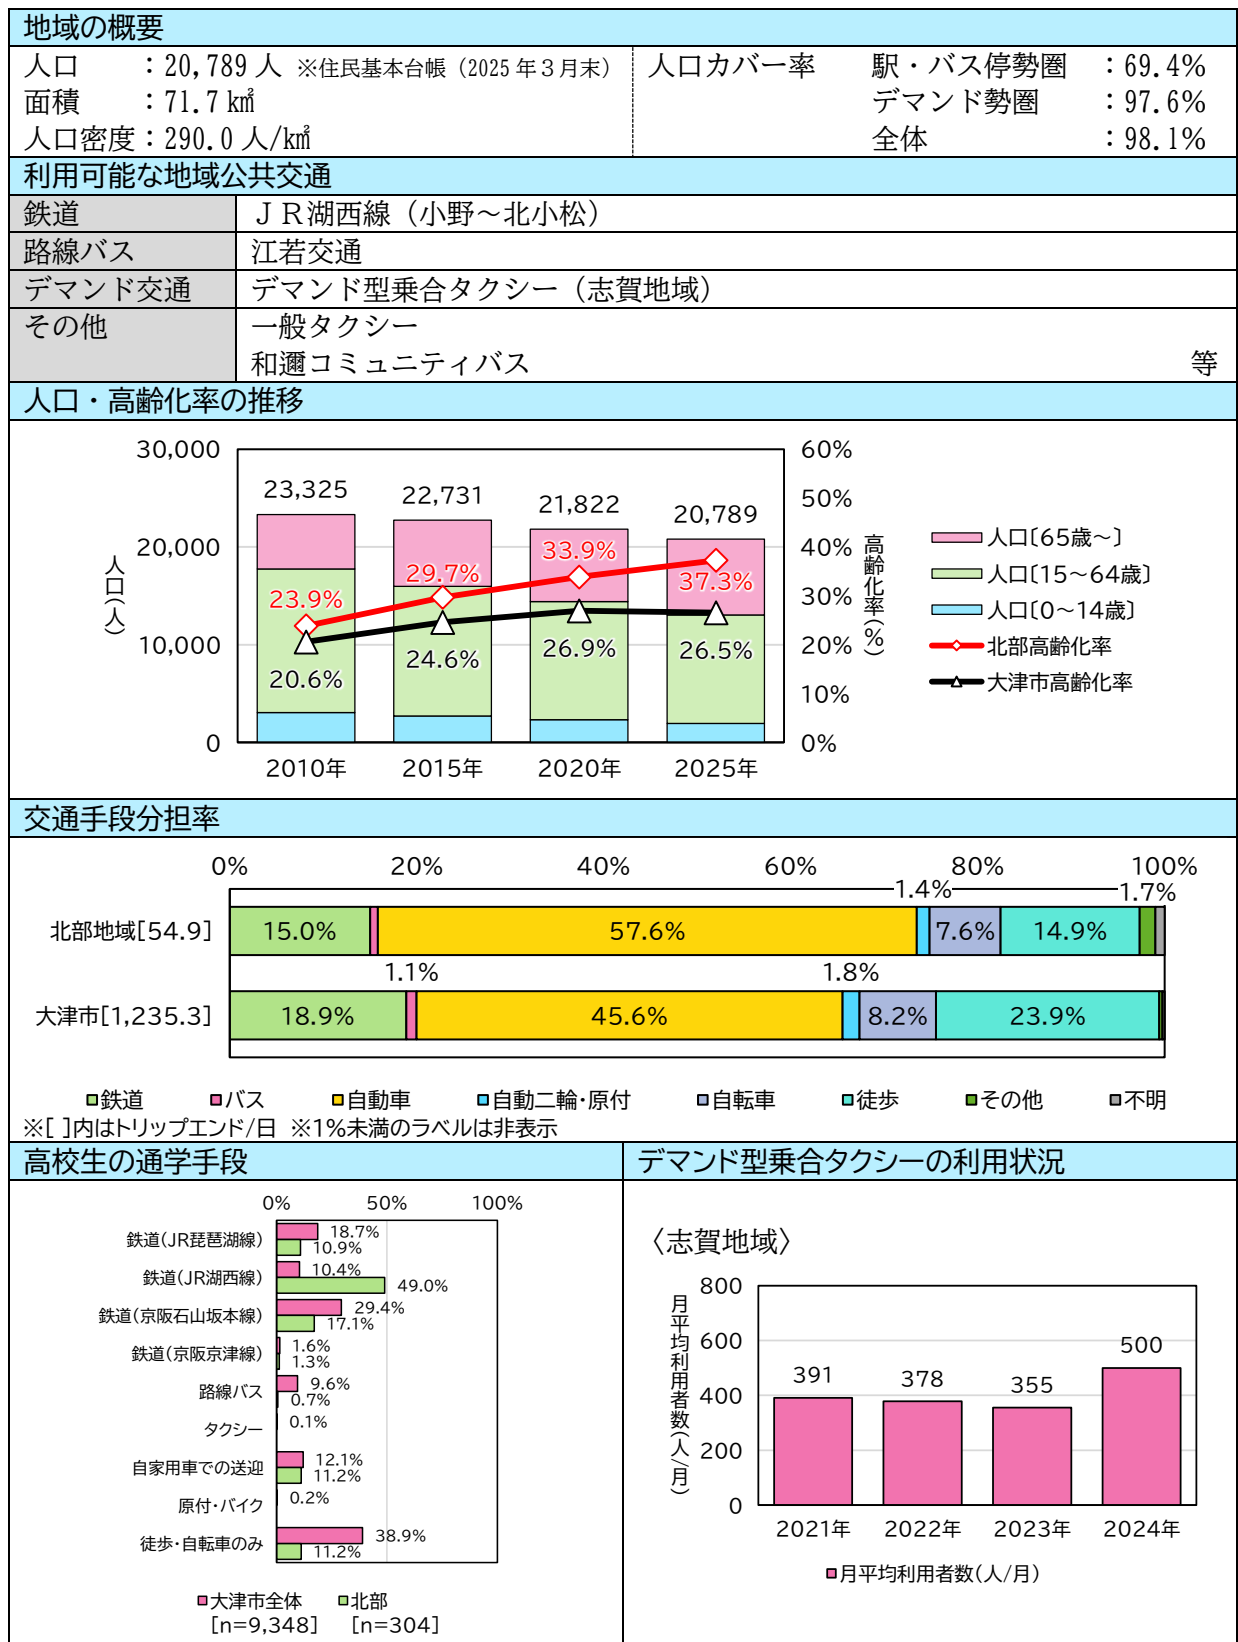 地域の概要
人口　　：20,789 人 ※住民基本台帳（2025 年３月末）
面積　　：71.7 ㎢
人口密度：290.0 人/㎢
人口カバー率　駅・バス停勢圏　：69.4%
デマンド勢圏　：97.6%
全体　：98.1%
利用可能な地域公共交通
鉄道　ＪＲ湖西線（小野～北小松）
路線バス　江若交通
デマンド交通　デマンド型乗合タクシー（志賀地域）
その他　一般タクシー
和邇コミュニティバス　等
人口・高齢化率の推移
30,000
20,000
10,000
0
人口(人)
23,325
22,731
21,822
20,789
23.9%
29.7%
33.9%
37.3%
20.6%
24.6%
26.9%
26.5%
2010年
2015年
2020年
2025年
60%
50%
40%
30%
20%
10%
0%
高齢化率(%)
人口〔65歳～〕
人口〔15～64歳〕
人口〔0～14歳〕
北部高齢化率
大津市高齢化率
交通手段分担率
0% 20% 40% 60% 80% 100%
1.4% 1.7%
北部地域[54.9] 15.0% 57.6% 7.6% 14.9%
1.1% 1.8%
大津市[1,235.3] 18.9% 45.6% 8.2% 23.9%
鉄道 バス 自動車 自動二輪・原付 自転車 徒歩 その他 不明
※[ ]内はトリップエンド/日 ※1%未満のラベルは非表示
高校生の通学手段
0% 50% 100%
鉄道(JR琵琶湖線) 18.7%
10.9%
鉄道(JR湖西線) 10.4%
49.0%
鉄道(京阪石山坂本線) 29.4%
17.1%
鉄道(京阪京津線) 1.6%
1.3%
路線バス 9.6%
0.7%
タクシー 0.1%
自家用車での送迎 12.1%
11.2%
原付・バイク 0.2%
徒歩・自転車のみ 38.9%
11.2%
大津市全体 北部
[n=9,348] [n=304]
デマンド型乗合タクシーの利用状況
〈志賀地域〉
月平均利用者数(人/月)
800
600
400
200
0
391
378
355
500
2021年 2022年 2023年 2024年
月平均利用者数(人/月)